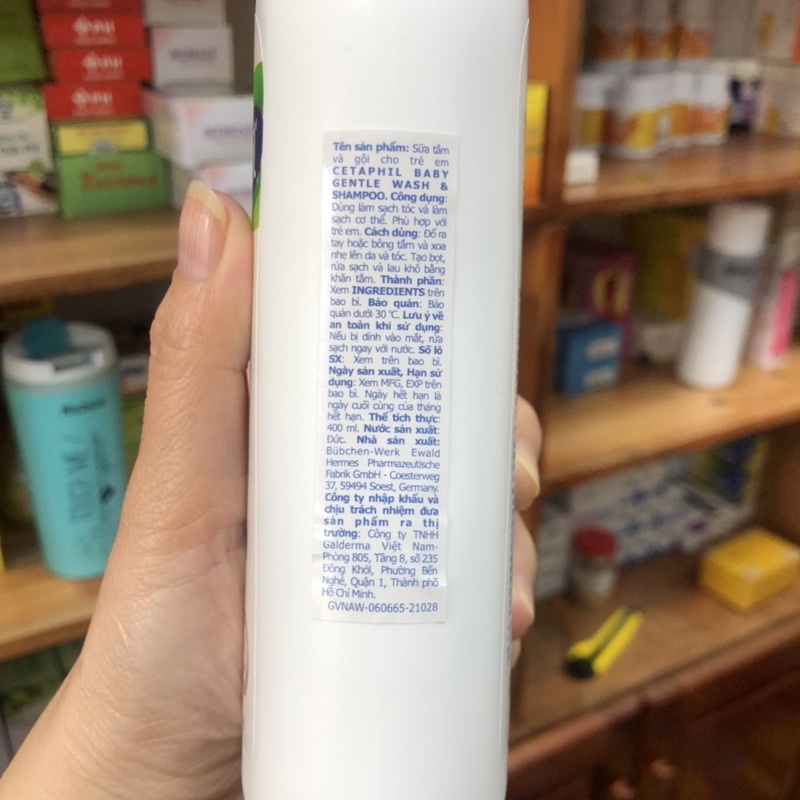 Tên sản phẩm: Sữa tắm
và gội cho trẻ em
CETAPHIL BABY
GENTLE WASH &
SHAMPOO. Công dụng:
Dùng làm sạch tóc và làm
sạch cơ thể. Phù hợp với
trẻ em. Cách dùng: Đổ ra
tay hoặc bông tắm và xoa
nhẹ lên da và tóc. Tạo bọt,
rửa sạch và lau khô bằng
khăn tắm. Thành phần:
Xem INGREDIENTS trên
bao bì. Bảo quản: Bảo
quản dưới 30 °C. Lưu ý về
an toàn khi sử dụng:
Nếu bị dính vào mắt, rửa
sạch ngay với nước. Số lô
SX: Xem trên bao bì.
Ngày sản xuất, Hạn sử
dụng: Xem MFG, EXP trên
bao bì. Ngày hết hạn là
ngày cuối cùng của tháng
hết hạn. Thể tích thực:
400 ml. Nước sản xuất:
Đức. Nhà sản xuất:
Bübchen-Werk Ewald
Hermes Pharmazeutische
Fabrik GmbH - Coesterweg
37, 59494 Soest, Germany.
Công ty nhập khẩu và
chịu trách nhiệm đưa
sản phẩm ra thị
trường: Công ty TNHH
Galderma Việt Nam-
Phòng 805, Tầng 8, số 235
Đồng Khởi, Phường Bến
Nghé, Quận 1, Thành phố
Hồ Chí Minh.
GVNAW-060665-21028